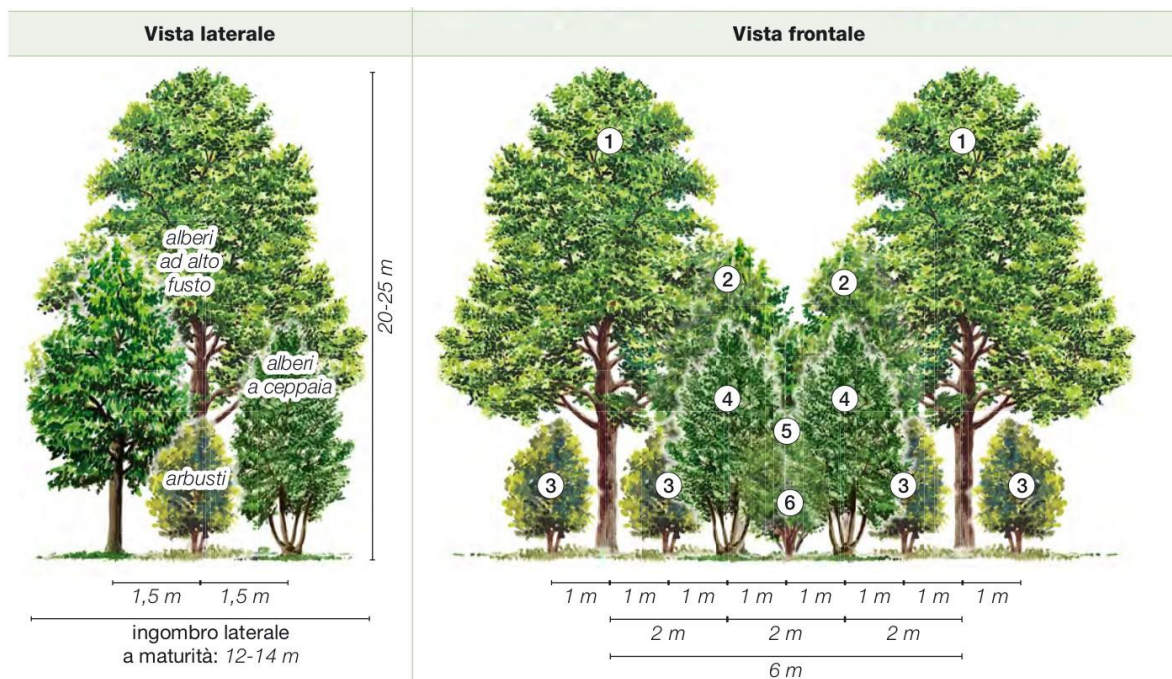 Vista laterale
Vista frontale
alberi
ad alto
fusto
alberi
a ceppaia
arbusti
20-25 m
1,5 m 1,5 m
ingombro laterale
a maturità: 12-14 m
1 1
2 2
4 4
5
3 3 3 3
6
1 m 1 m 1 m 1 m 1 m 1 m 1 m 1 m
2 m 2 m 2 m
6 m